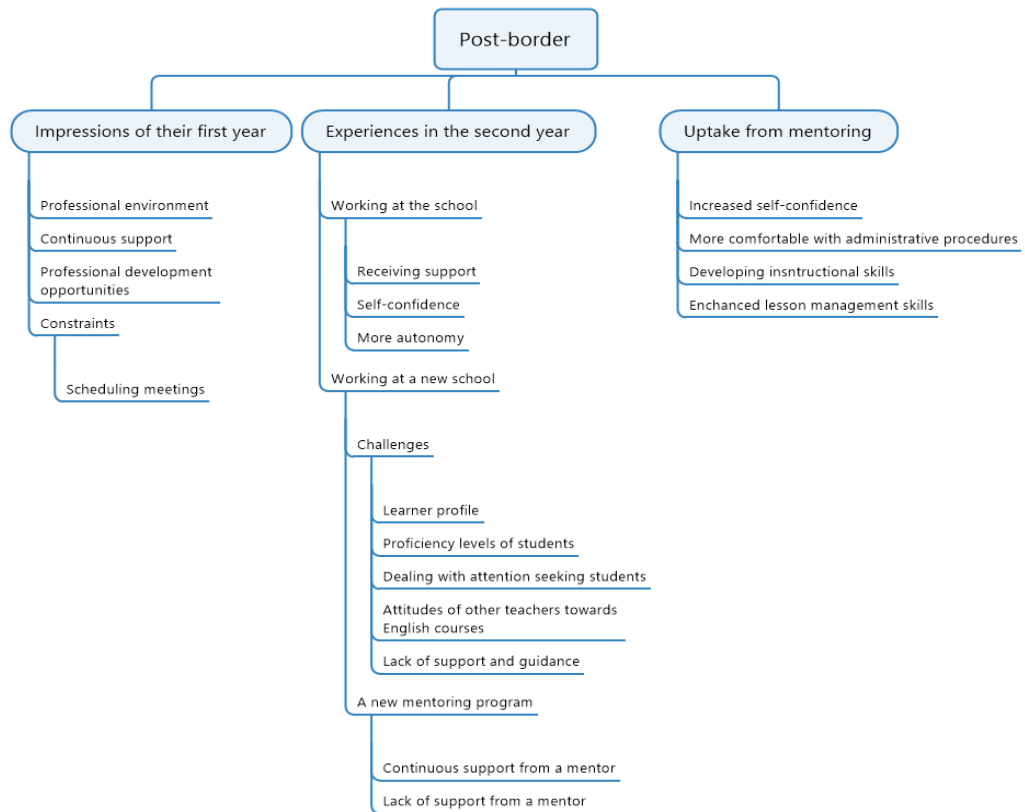 Post-border
Impressions of their first year
Professional environment
Continuous support
Professional development
opportunities
Constraints
Scheduling meetings
Experiences in the second year
Working at the school
Receiving support
Self-confidence
More autonomy
Working at a new school
Challenges
Learner profile
Proficiency levels of students
Dealing with attention seeking students
Attitudes of other teachers towards
English courses
Lack of support and guidance
A new mentoring program
Continuous support from a mentor
Lack of support from a mentor
Uptake from mentoring
Increased self-confidence
More comfortable with administrative procedures
Developing insntructional skills
Enchanced lesson management skills